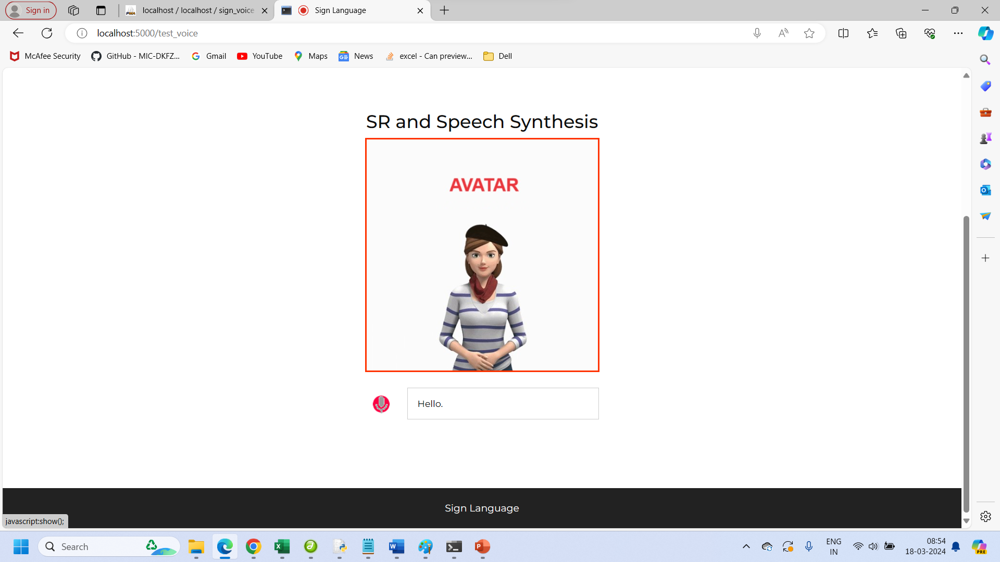 Sign in
localhost / localhost / sign_voice
Sign Language
localhost:5000/test_voice
McAfee Security
GitHub - MIC-DKFZ...
Gmail
YouTube
Maps
News
excel - Can preview...
Dell
SR and Speech Synthesis
AVATAR
Hello.
Sign Language
javascript:show();
Search
ENG
IN
08:54
18-03-2024
PRE